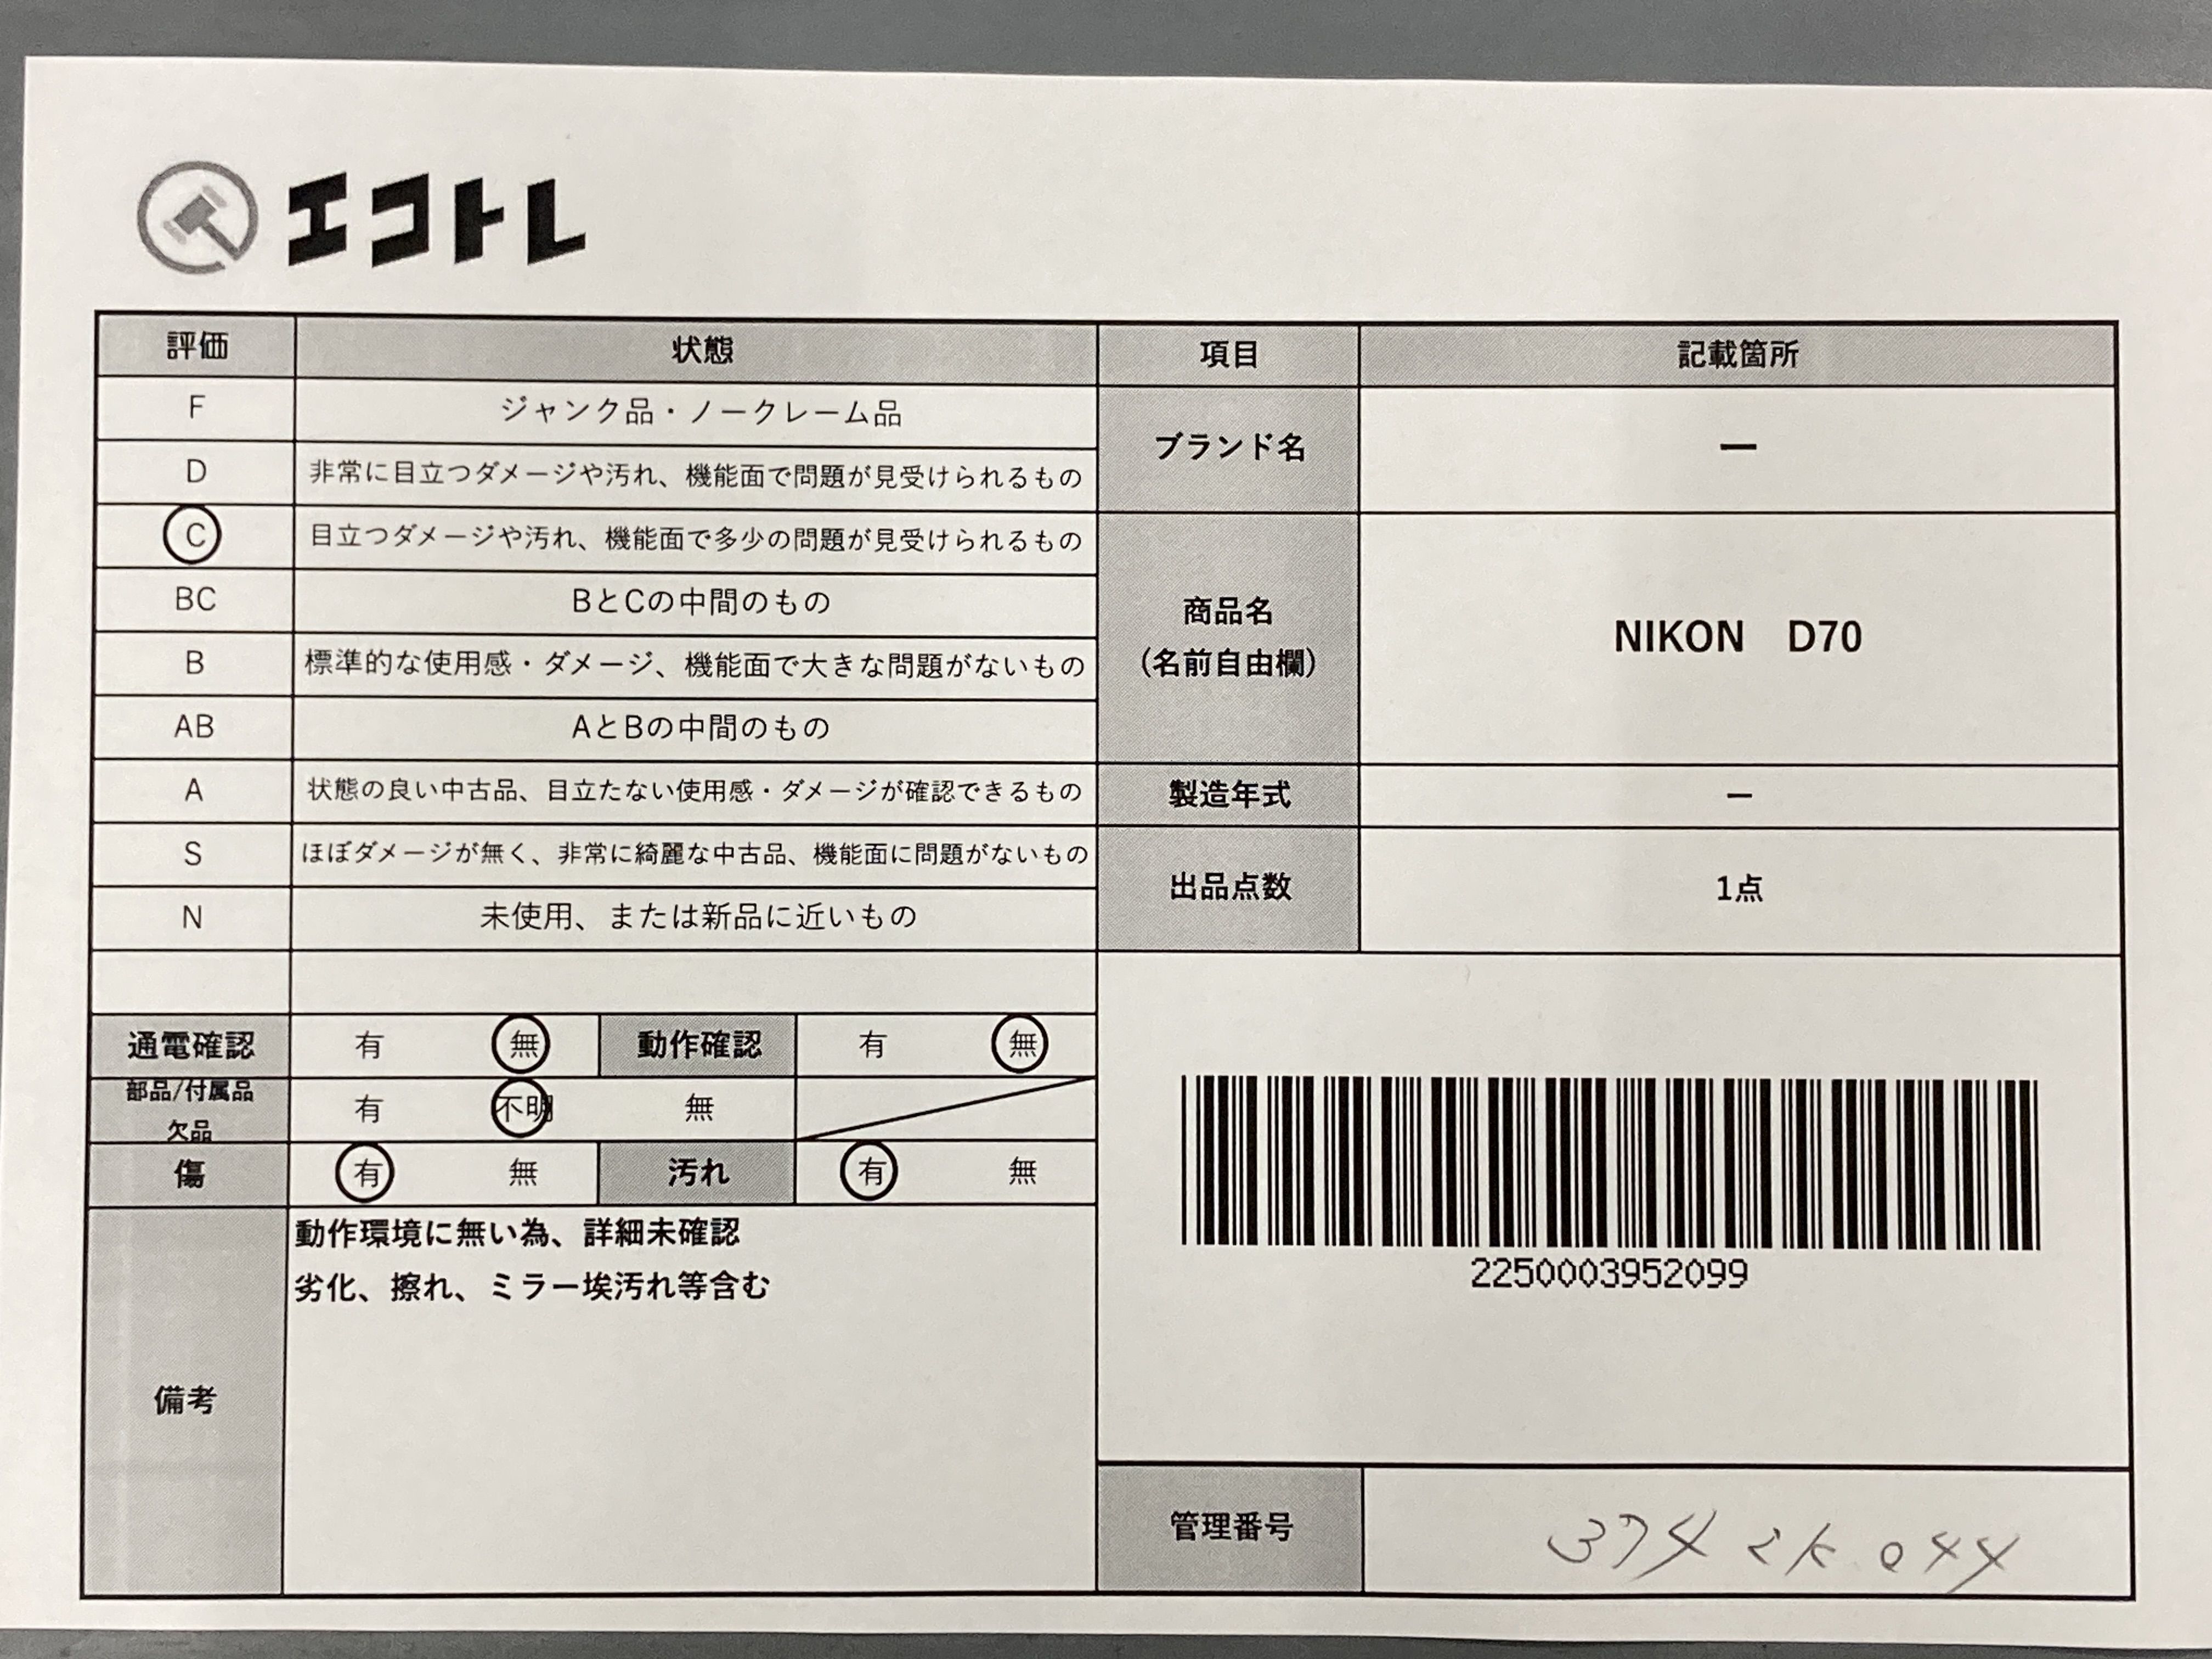 エコトレ
評価 状態 項目 記載箇所
F ジャンク品・ノークレーム品
D 非常に目立つダメージや汚れ、機能面で問題が見受けられるもの
ブランド名 ー
C 目立つダメージや汚れ、機能面で多少の問題が見受けられるもの
BC BとCの中間のもの
B 標準的な使用感・ダメージ、機能面で大きな問題がないもの
AB AとBの中間のもの
商品名
(名前自由欄)
NIKON D70
A 状態の良い中古品、目立たない使用感・ダメージが確認できるもの
製造年式 ー
S ほぼダメージが無く、非常に綺麗な中古品、機能面に問題がないもの
N 未使用、または新品に近いもの
出品点数 1点
通電確認 有 無 動作確認 有 無
部品/付属品
欠品
有 不明 無
傷 有 無 汚れ 有 無
備考
動作環境に無い為、詳細未確認
劣化、擦れ、ミラー埃汚れ等含む
2250003952099
管理番号
374